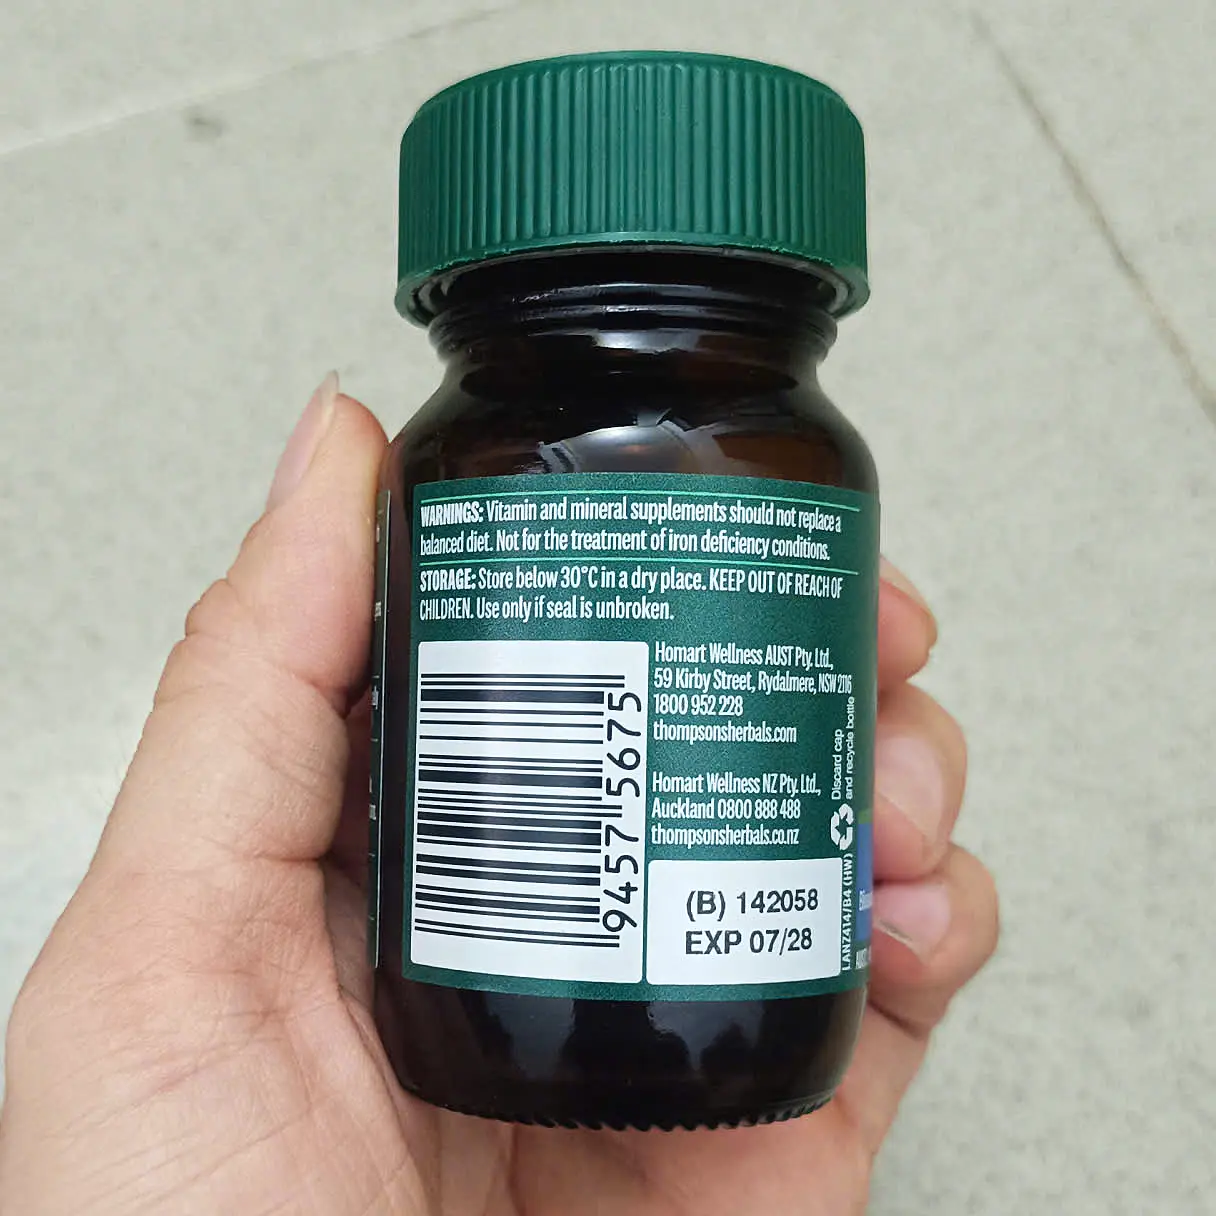 WARNINGS: Vitamin and mineral supplements should not replace a
balanced diet. Not for the treatment of iron deficiency conditions.
STORAGE: Store below 30°C in a dry place. KEEP OUT OF REACH OF
CHILDREN. Use only if seal is unbroken.
Homart Wellness AUST Pty. Ltd.,
59 Kirby Street, Rydalmere, NSW 2116
1800 952 228
thompsonsherbals.com
Homart Wellness NZ Pty. Ltd.,
Auckland 0800 888 488
thompsonsherbals.co.nz
9457 5675
Discard cap
and recycle bottle
LANZ414/B4 (HW)
(B) 142058
EXP 07/28